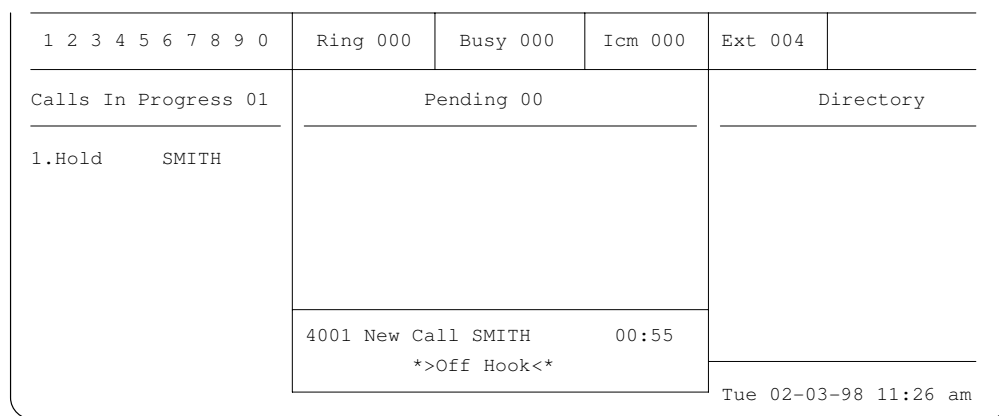 1 2 3 4 5 6 7 8 9 0 Ring 000 Busy 000 Icm 000 Ext 004
Calls In Progress 01 Pending 00 Directory
1.Hold SMITH
4001 New Call SMITH 00:55
*>Off Hook<*
Tue 02-03-98 11:26 am